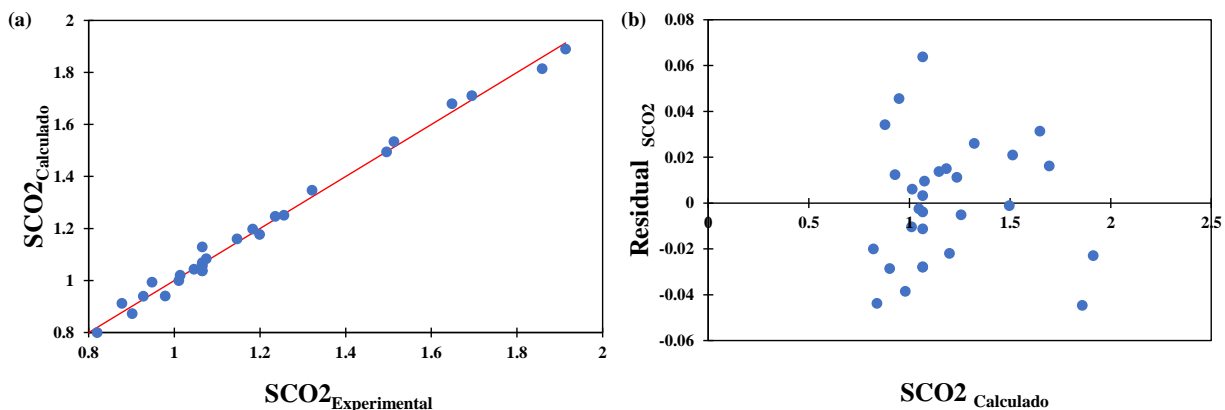 (a)
SCO2Calculado
2
1.8
1.6
1.4
1.2
1
0.8
0.8 1 1.2 1.4 1.6 1.8 2
SCO2Experimental
(b)
Residual SCO2
0.08
0.06
0.04
0.02
0
-0.02
-0.04
-0.06
0 0.5 1 1.5 2 2.5
SCO2 Calculado